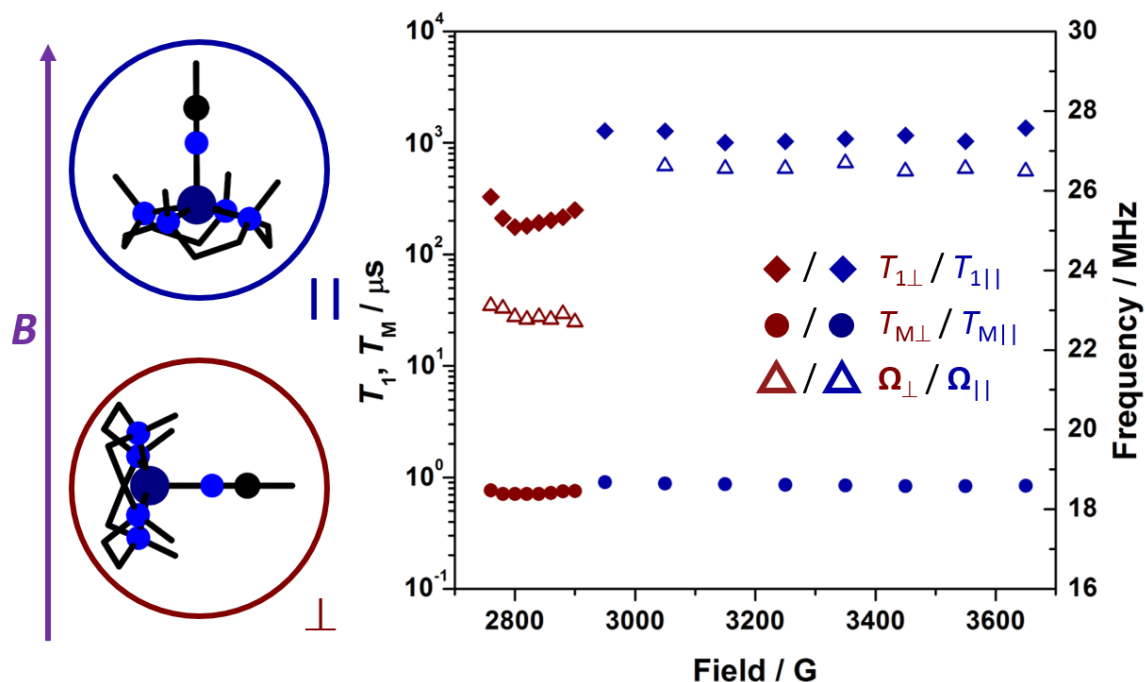 B
||
⊥
T₁, T_M / μs
10⁴
10³
10²
10¹
10⁰
10⁻¹
/ T₁⊥ / T₁||
/ T_M⊥ / T_M||
/ Ω⊥ / Ω||
30
28
26
24
22
20
18
16
Frequency / MHz
2800 3000 3200 3400 3600
Field / G